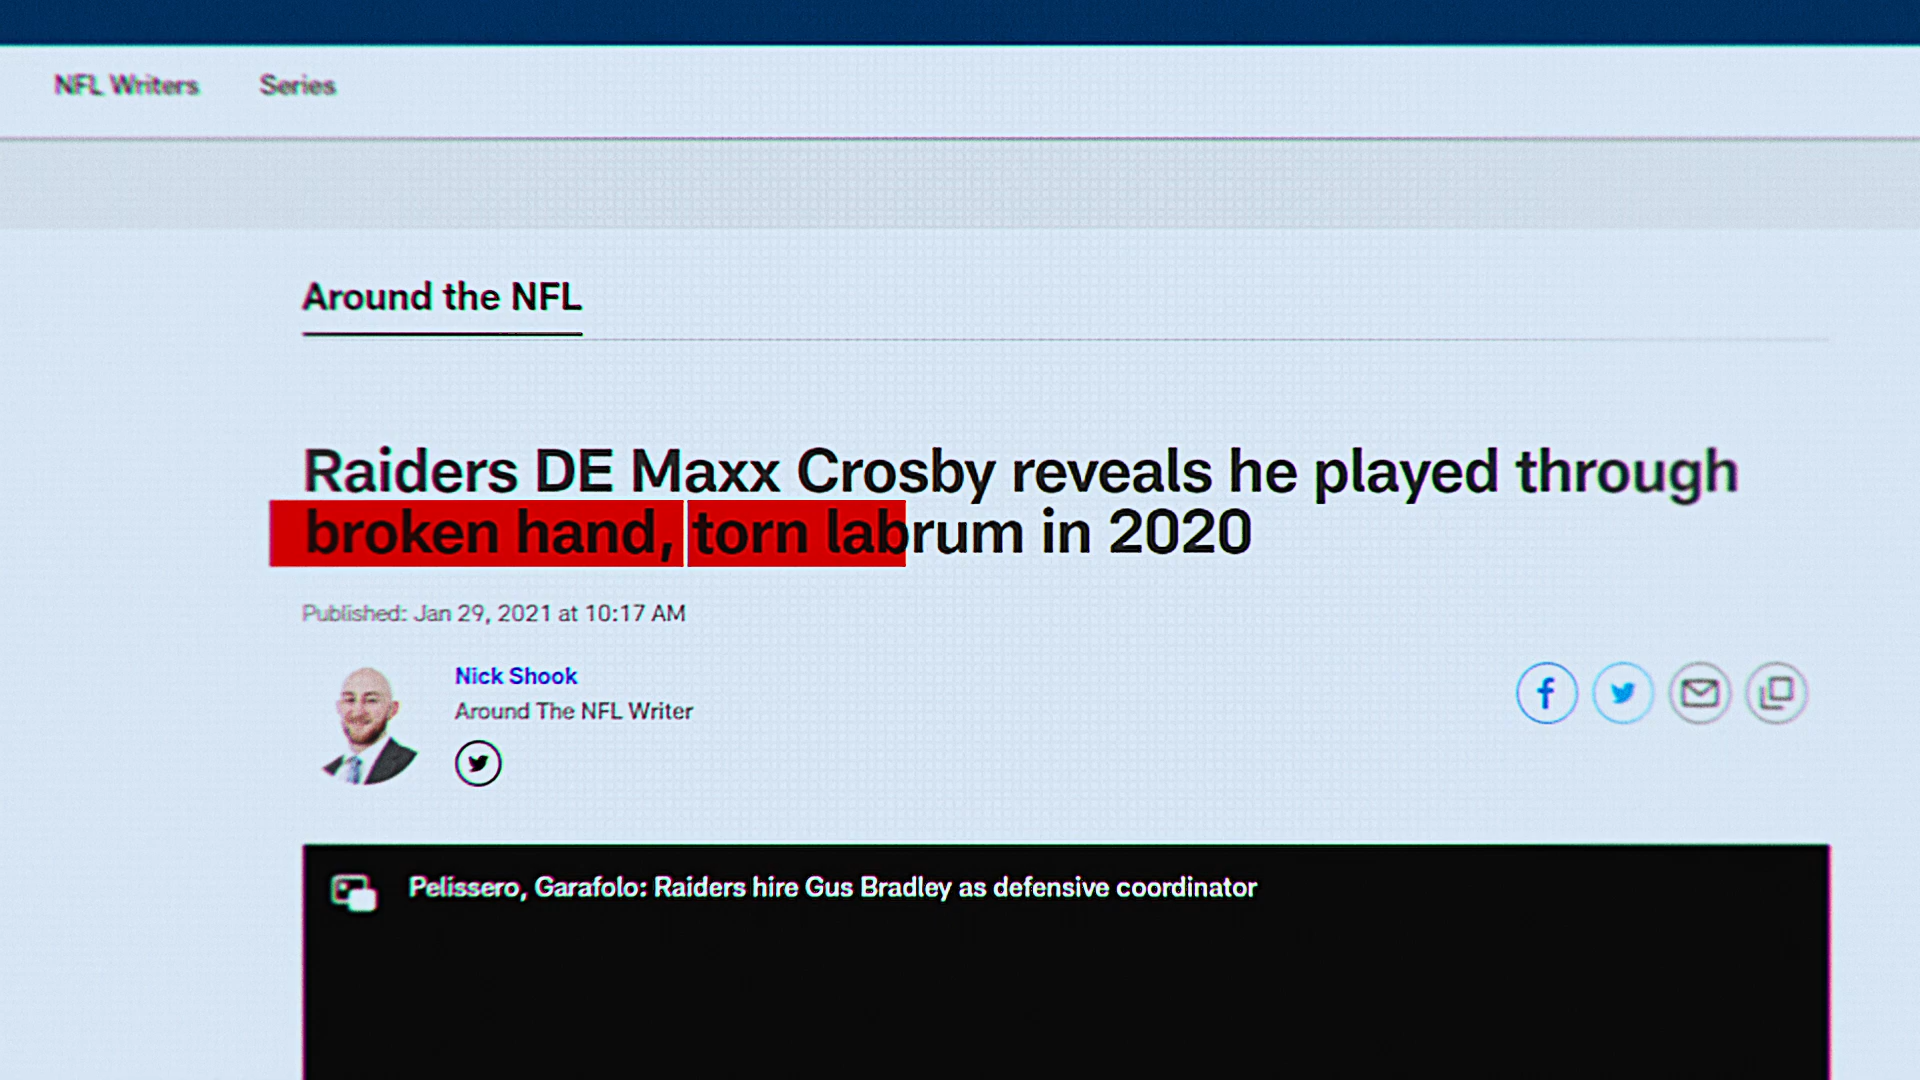 NFL Writers Series
Around the NFL
Raiders DE Maxx Crosby reveals he played through
broken hand, torn labrum in 2020
Published: Jan 29, 2021 at 10:17 AM
Nick Shook
Around The NFL Writer
Pelissero, Garafolo: Raiders hire Gus Bradley as defensive coordinator